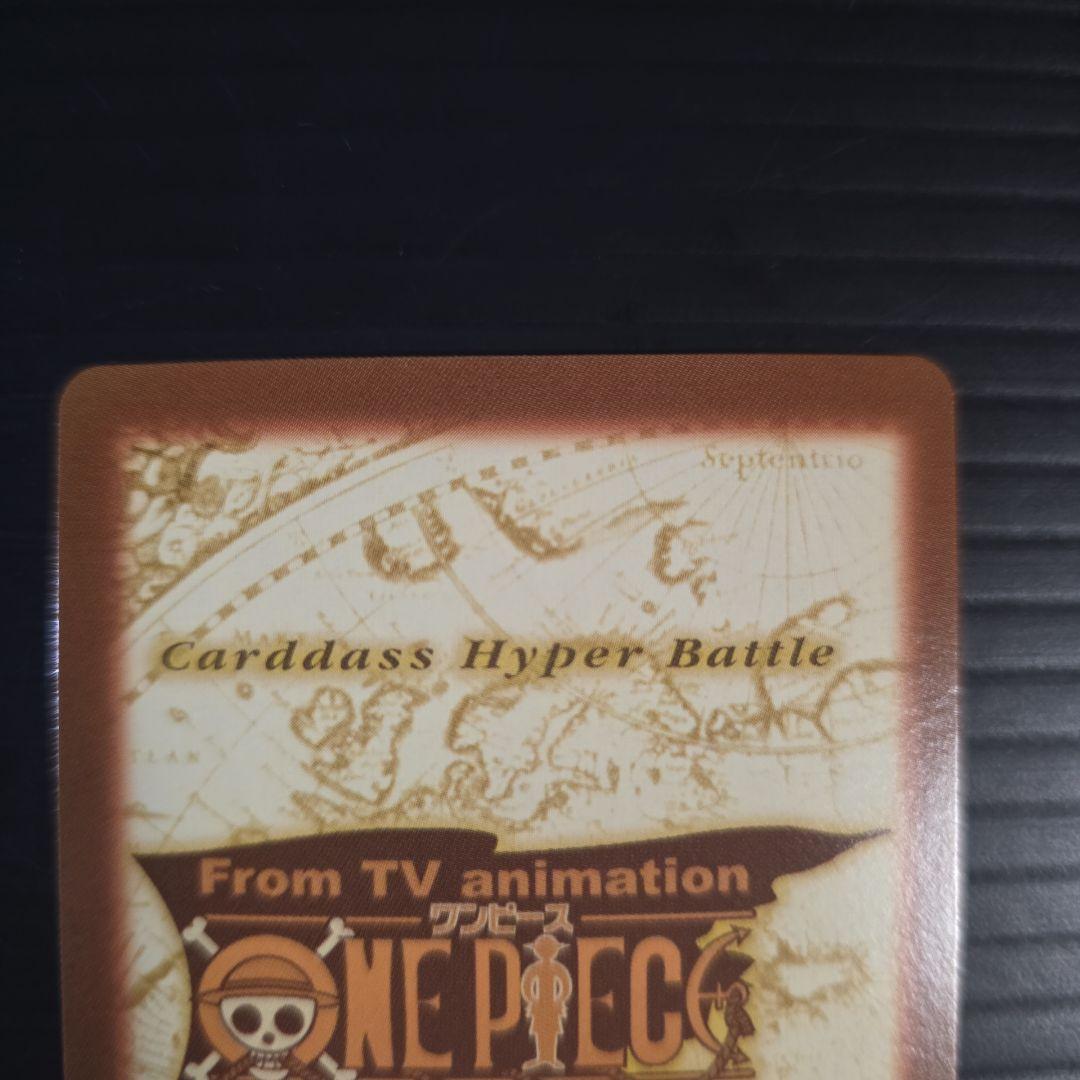 Septentrio
Carddass Hyper Battle
From TV animation
ワンピース
ONE PIECE